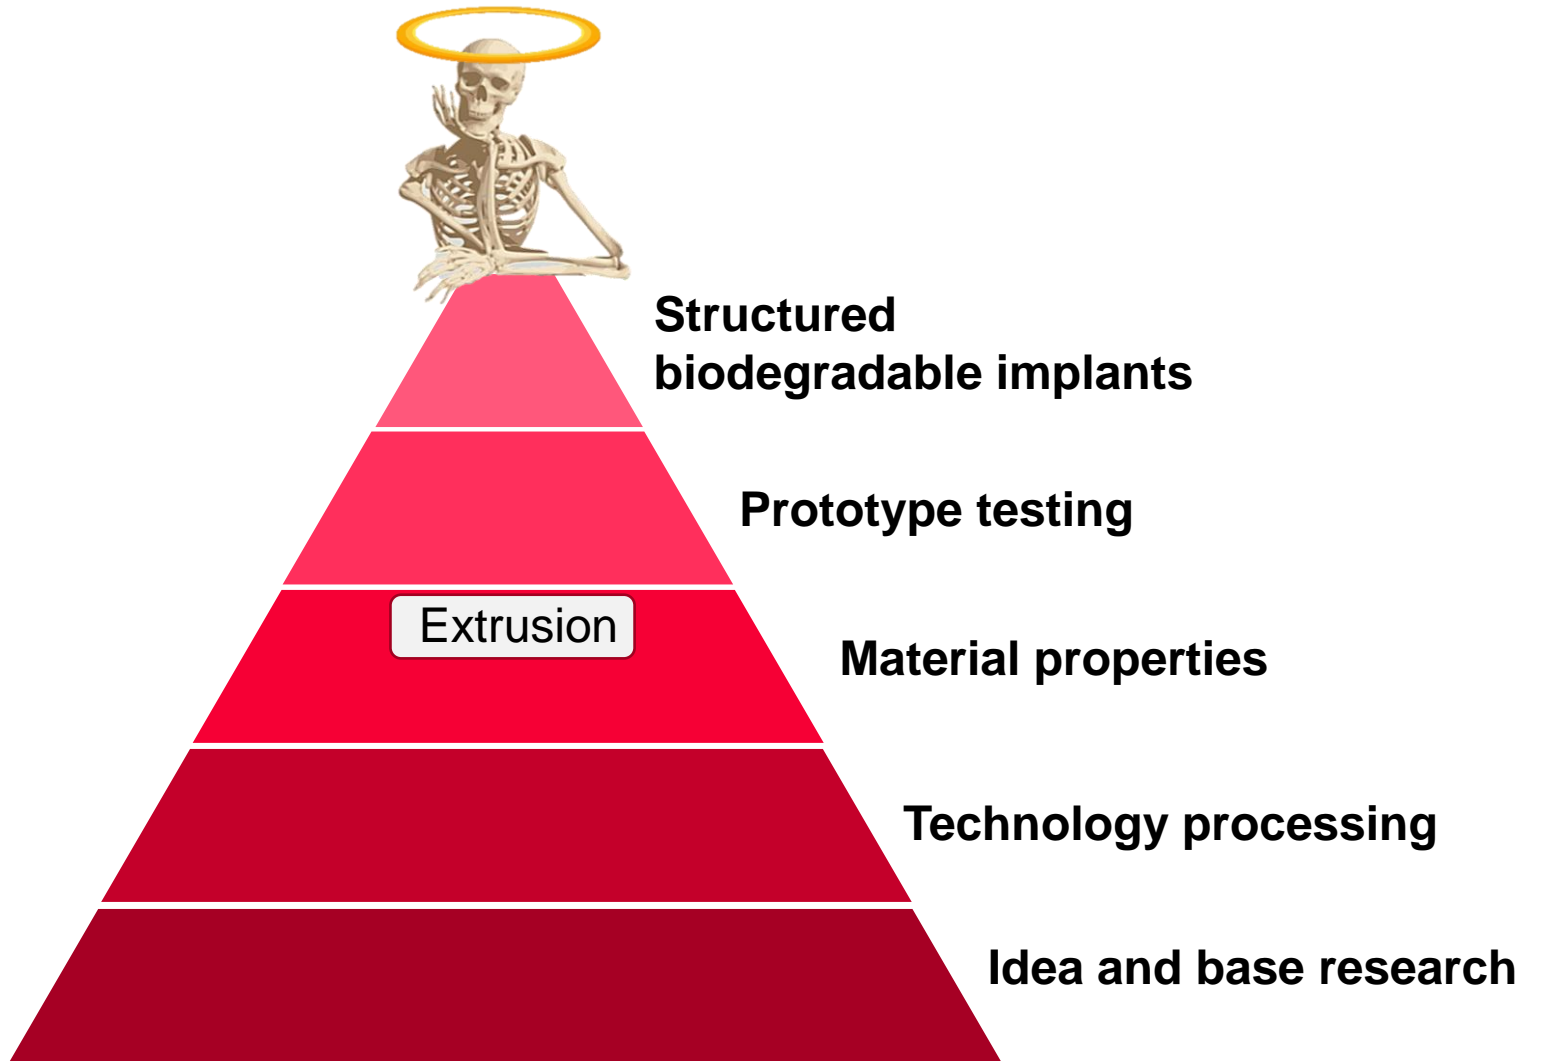 Structured
biodegradable implants
Prototype testing
Extrusion
Material properties
Technology processing
Idea and base research